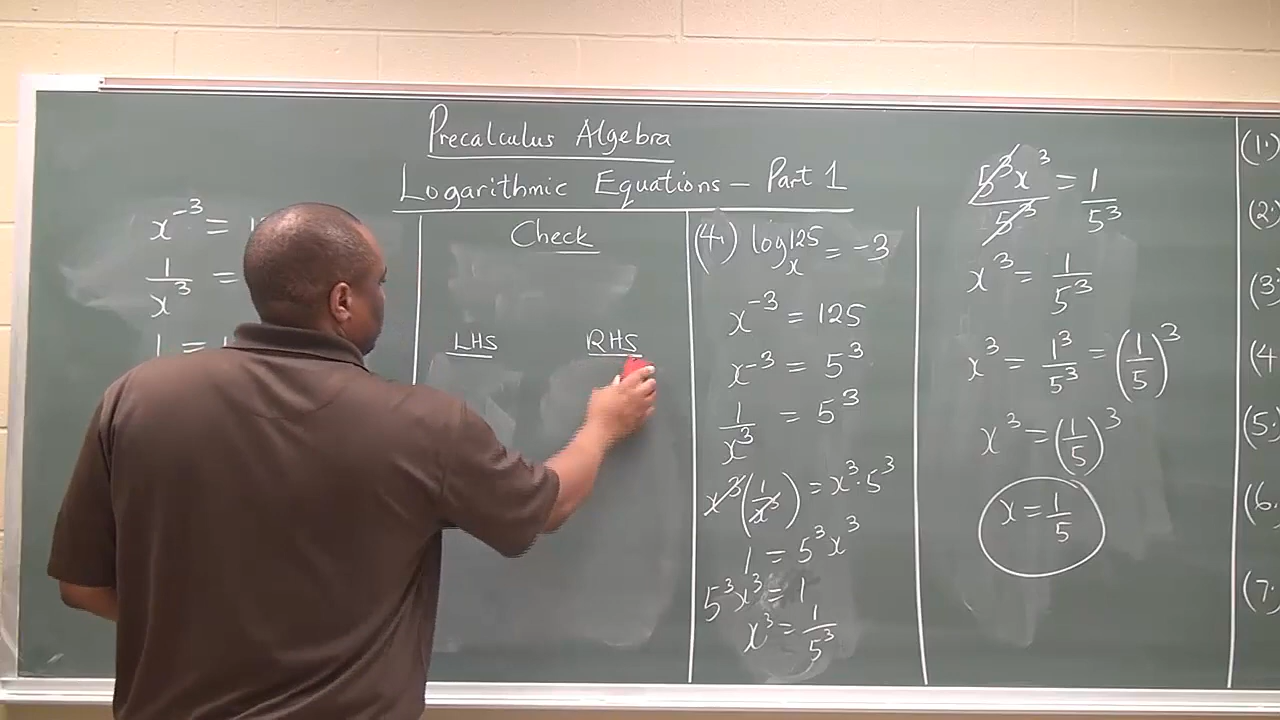 Precalculus Algebra
Logarithmic Equations – Part 1
x⁻³ = 1
1/x³ =
1 =
Check
LHS RHS
(4.) logₓ125 = -3
x⁻³ = 125
x⁻³ = 5³
1/x³ = 5³
x³(1/x³) = x³·5³
1 = 5³x³
5³x³ = 1
x³ = 1/5³
5³x³/5³ = 1/5³
x³ = 1/5³
x³ = 1³/5³ = (1/5)³
x³ = (1/5)³
x = 1/5
(1.)
(2.)
(3.
(4
(5.
(6.
(7.